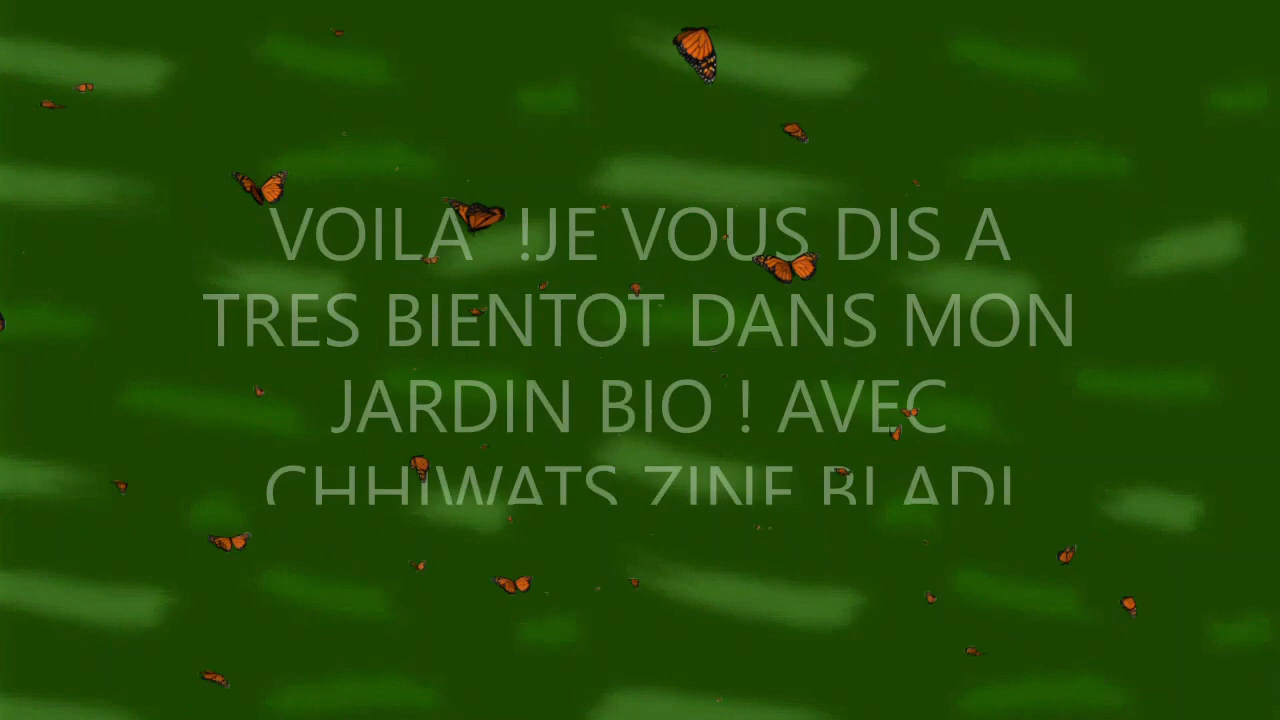 VOILA  !JE VOUS DIS A
TRES BIENTOT DANS MON
JARDIN BIO ! AVEC
CHHIWATS ZINE BLADI